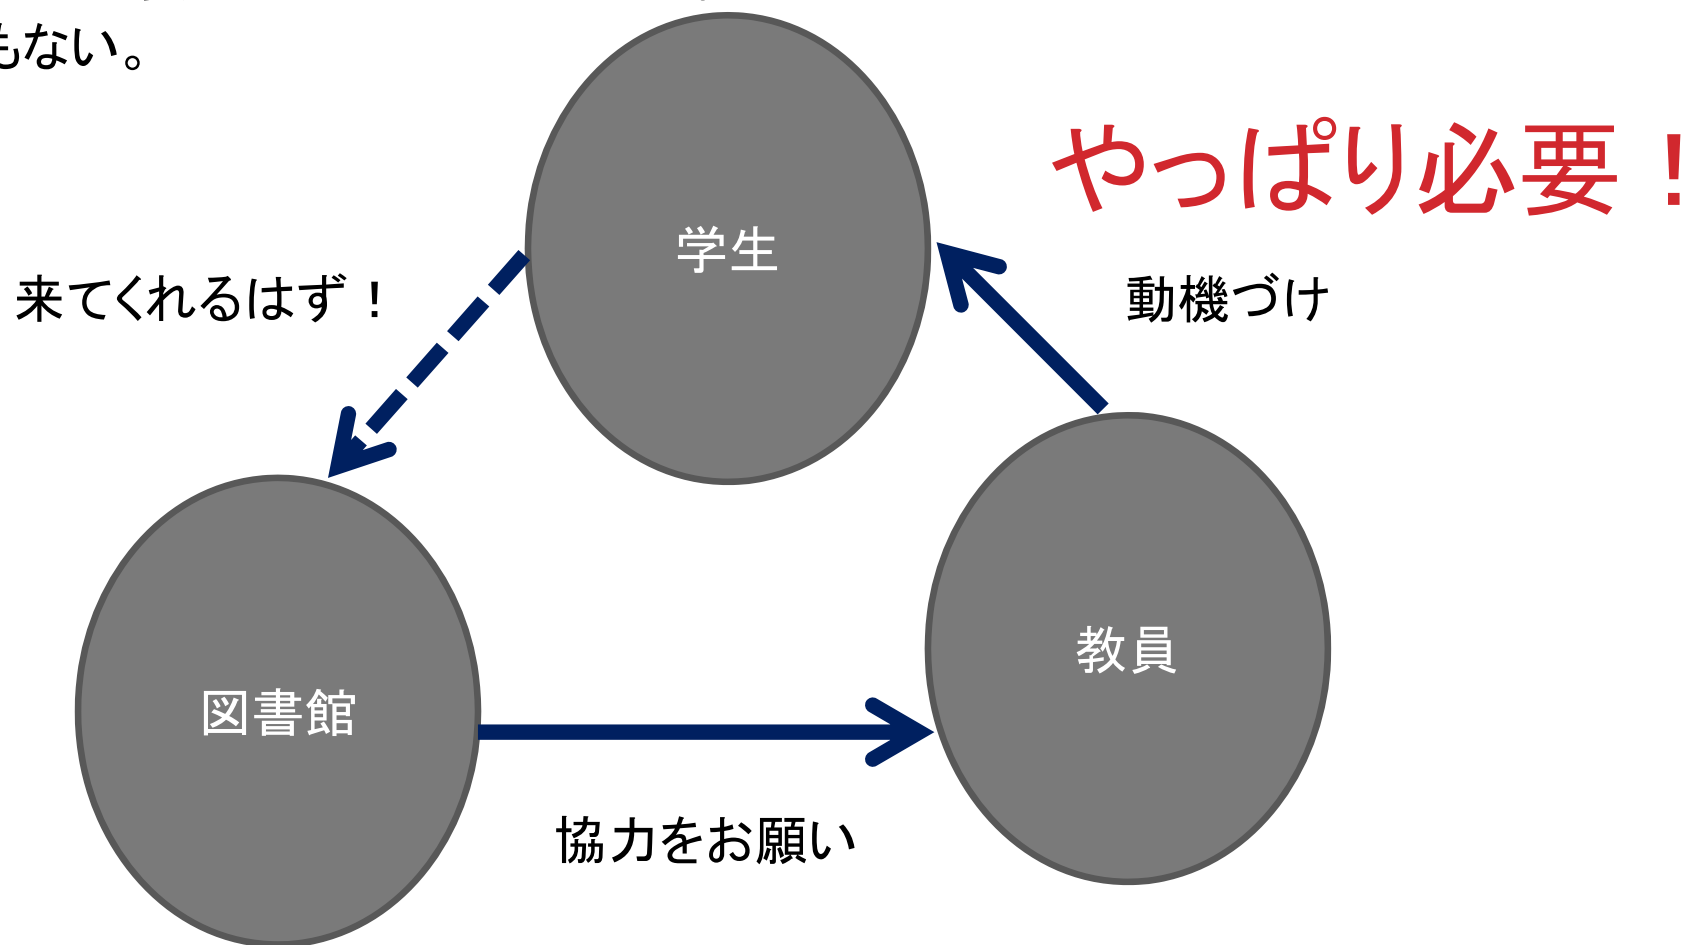 もない。
やっぱり必要！
学生
来てくれるはず！
動機づけ
教員
図書館
協力をお願い